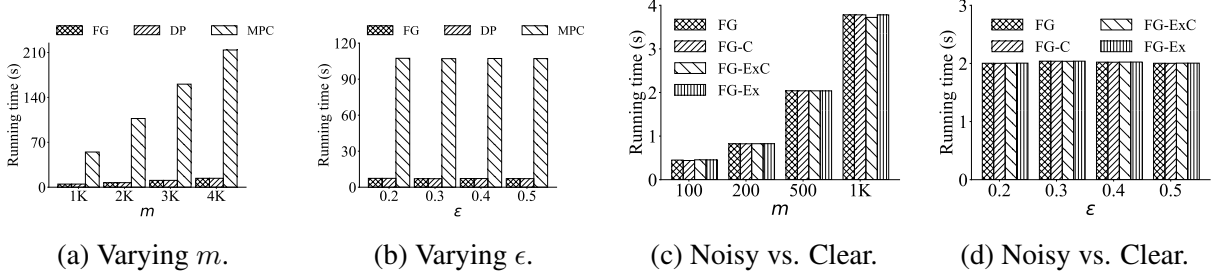 FG DP MPC
Running time (s)
210
140
70
0
1K 2K 3K 4K
m
(a) Varying m.
FG DP MPC
Running time (s)
120
90
60
30
0
0.2 0.3 0.4 0.5
ε
(b) Varying ϵ.
Running time (s)
4
3
2
1
0
FG
FG-C
FG-ExC
FG-Ex
100 200 500 1K
m
(c) Noisy vs. Clear.
Running time (s)
3
2
1
0
FG FG-ExC
FG-C FG-Ex
0.2 0.3 0.4 0.5
ε
(d) Noisy vs. Clear.